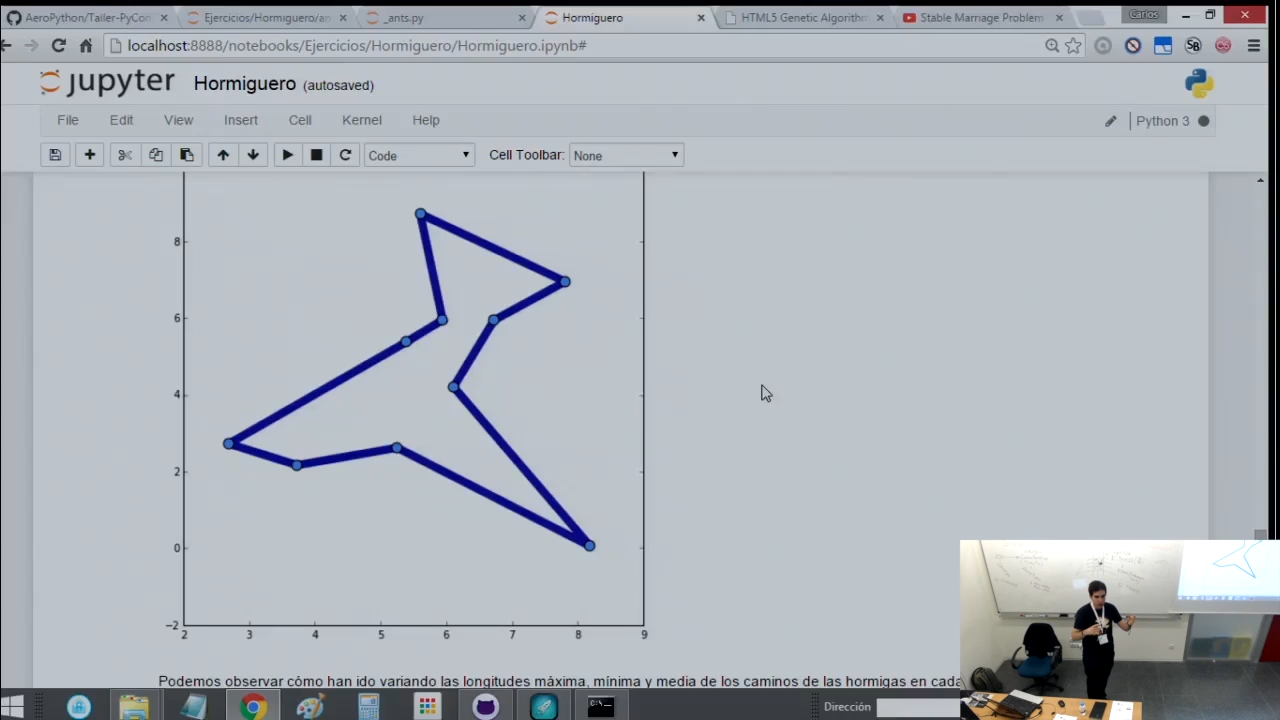 AeroPython/Taller-PyCon
Ejercicios/Hormiguero/an
_ants.py
Hormiguero
HTML5 Genetic Algorithm
Stable Marriage Problem
Carlos
localhost:8888/notebooks/Ejercicios/Hormiguero/Hormiguero.ipynb#
jupyter Hormiguero (autosaved)
File Edit View Insert Cell Kernel Help
Python 3
Code
Cell Toolbar: None
8
6
4
2
0
−2
2 3 4 5 6 7 8 9
Podemos observar cómo han ido variando las longitudes máxima, mínima y media de los caminos de las hormigas en cada
Dirección